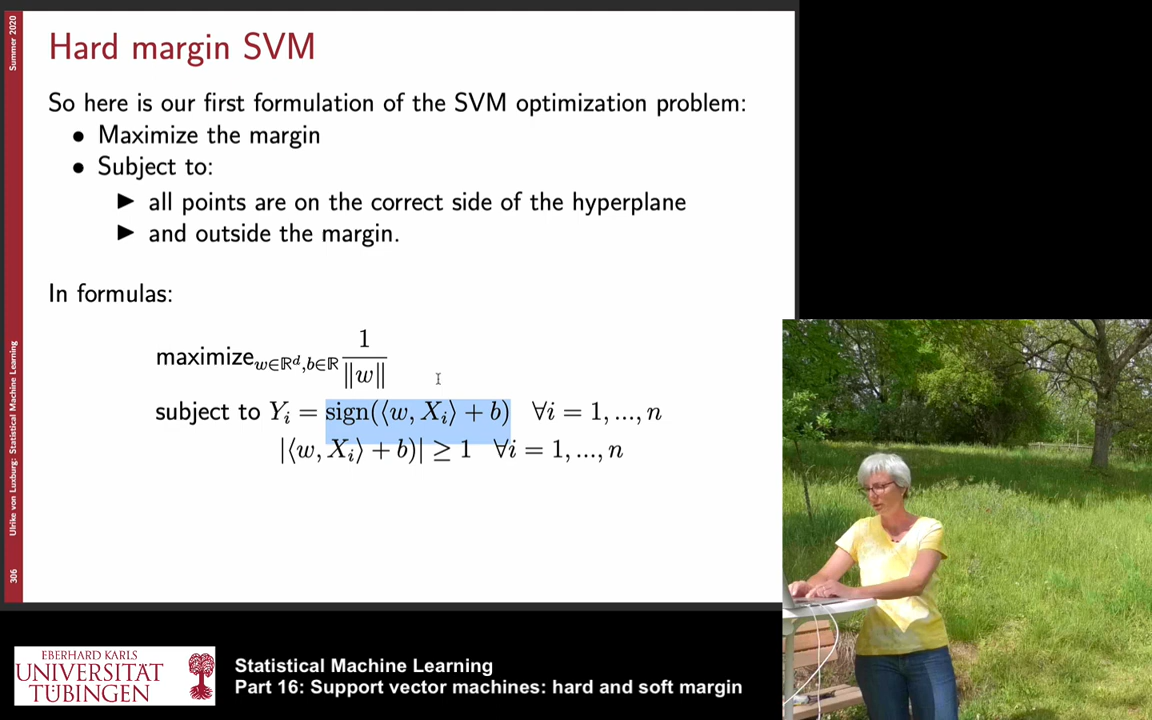 Summer 2020
Ulrike von Luxburg: Statistical Machine Learning
306
Hard margin SVM
So here is our first formulation of the SVM optimization problem:
• Maximize the margin
• Subject to:
▶ all points are on the correct side of the hyperplane
▶ and outside the margin.
In formulas:
maximize_{w∈ℝ^d,b∈ℝ} 1/‖w‖
subject to Y_i = sign(⟨w, X_i⟩ + b) ∀i = 1, ..., n
|⟨w, X_i⟩ + b)| ≥ 1 ∀i = 1, ..., n
EBERHARD KARLS
UNIVERSITÄT
TÜBINGEN
Statistical Machine Learning
Part 16: Support vector machines: hard and soft margin